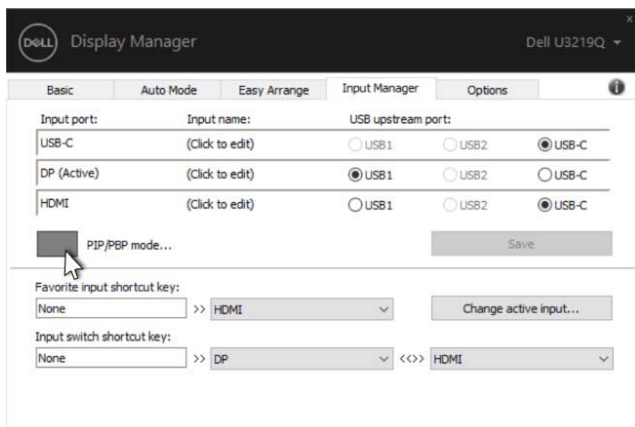 DELL Display Manager Dell U3219Q
Basic Auto Mode Easy Arrange Input Manager Options
Input port: Input name: USB upstream port:
USB-C (Click to edit) USB1 USB2 USB-C
DP (Active) (Click to edit) USB1 USB2 USB-C
HDMI (Click to edit) USB1 USB2 USB-C
PIP/PBP mode... Save
Favorite input shortcut key:
None >> HDMI Change active input...
Input switch shortcut key:
None >> DP <<>> HDMI